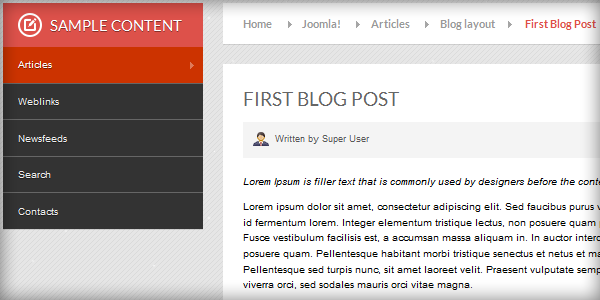 SAMPLE CONTENT
Articles
Weblinks
Newsfeeds
Search
Contacts
Home Joomla! Articles Blog layout First Blog Post
FIRST BLOG POST
Written by Super User
Lorem Ipsum is filler text that is commonly used by designers before the
Lorem ipsum dolor sit amet, consectetur adipiscing elit. Sed faucibus purus
id fermentum lorem. Integer elementum tristique lectus, non posuere quam
Fusce vestibulum facilisis est, a accumsan massa aliquam in. In auctor
posuere quam. Pellentesque habitant morbi tristique senectus et netus et
Pellentesque sed turpis nunc, sit amet laoreet velit. Praesent vulputate
viverra orci, sed sodales mauris orci vitae magna.